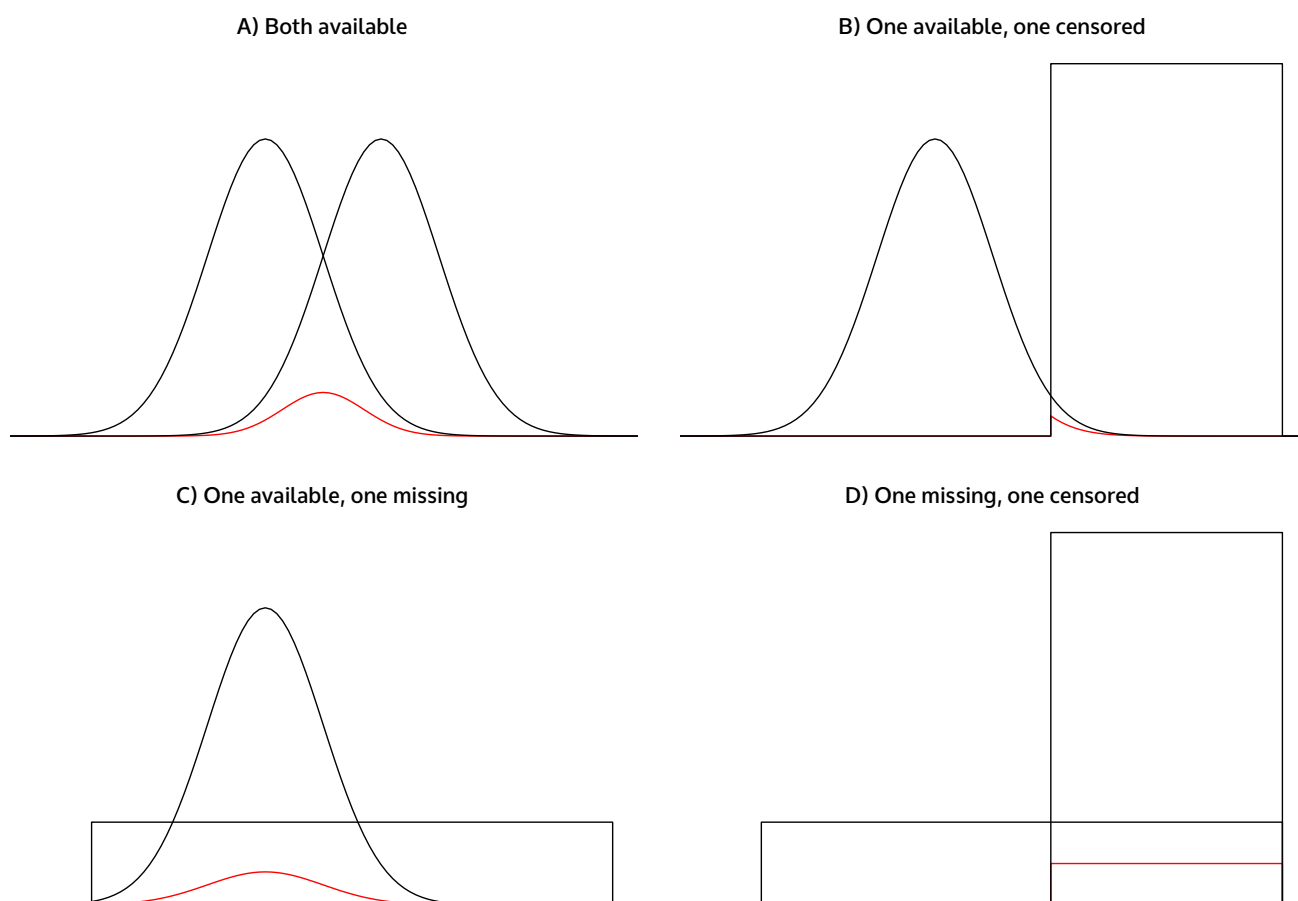 A) Both available
B) One available, one censored
C) One available, one missing
D) One missing, one censored